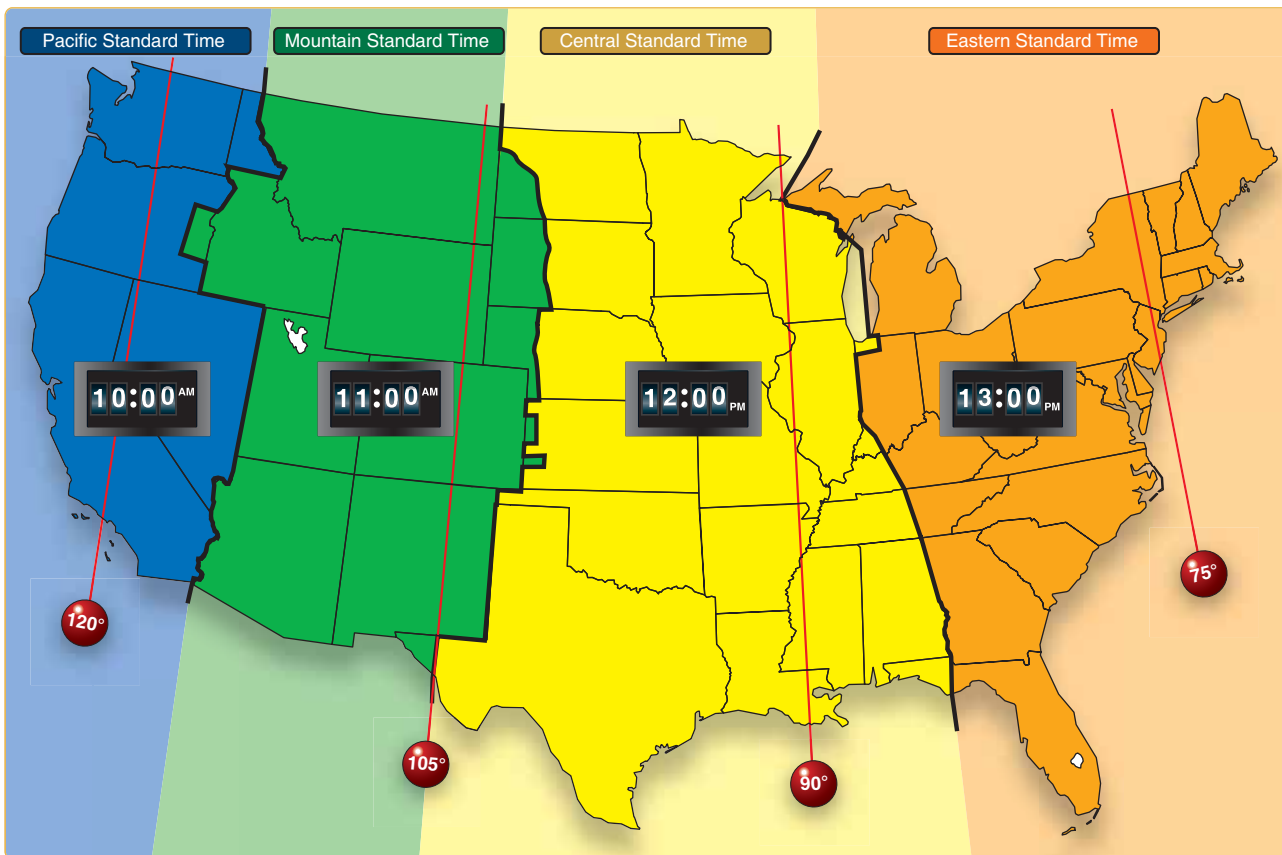 Pacific Standard Time
Mountain Standard Time
Central Standard Time
Eastern Standard Time
10:00 AM
11:00 AM
12:00 PM
13:00 PM
120°
105°
90°
75°